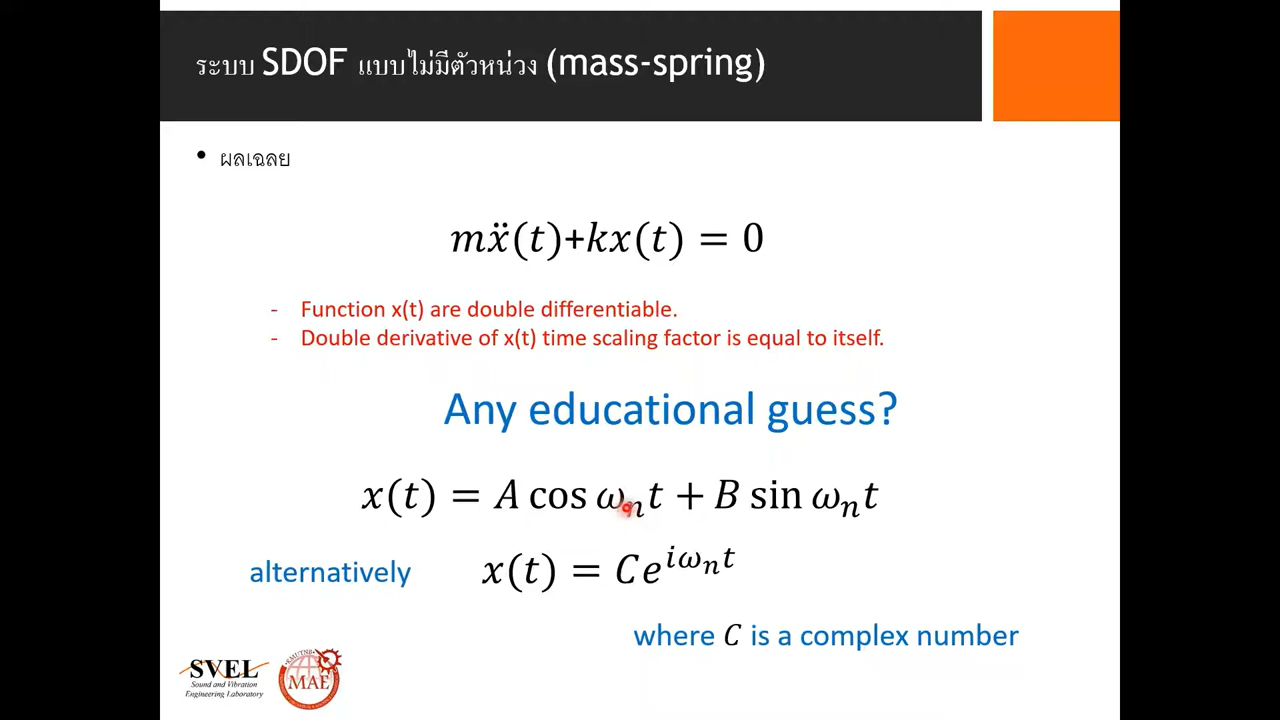 ระบบ SDOF แบบไม่มีตัวหน่วง (mass-spring)
• ผลเฉลย
mẍ(t)+kx(t) = 0
- Function x(t) are double differentiable.
- Double derivative of x(t) time scaling factor is equal to itself.
Any educational guess?
x(t) = A cos ωₙt + B sin ωₙt
alternatively x(t) = Ce^{iωₙt}
where C is a complex number
SVEL
Sound and Vibration
Engineering Laboratory
KMUTNB
MAE